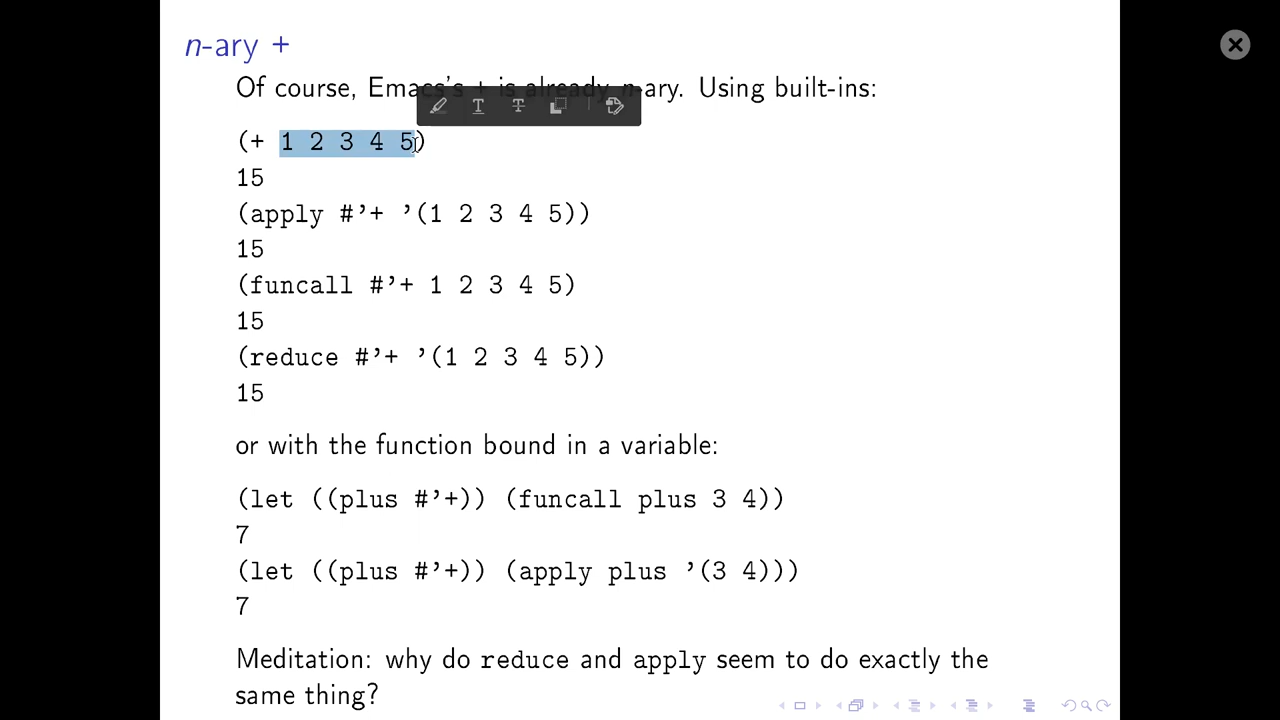 n-ary +
Of course, Emacs's + is already n-ary. Using built-ins:
(+ 1 2 3 4 5)
15
(apply #'+ '(1 2 3 4 5))
15
(funcall #'+ 1 2 3 4 5)
15
(reduce #'+ '(1 2 3 4 5))
15
or with the function bound in a variable:
(let ((plus #'+)) (funcall plus 3 4))
7
(let ((plus #'+)) (apply plus '(3 4)))
7
Meditation: why do reduce and apply seem to do exactly the
same thing?